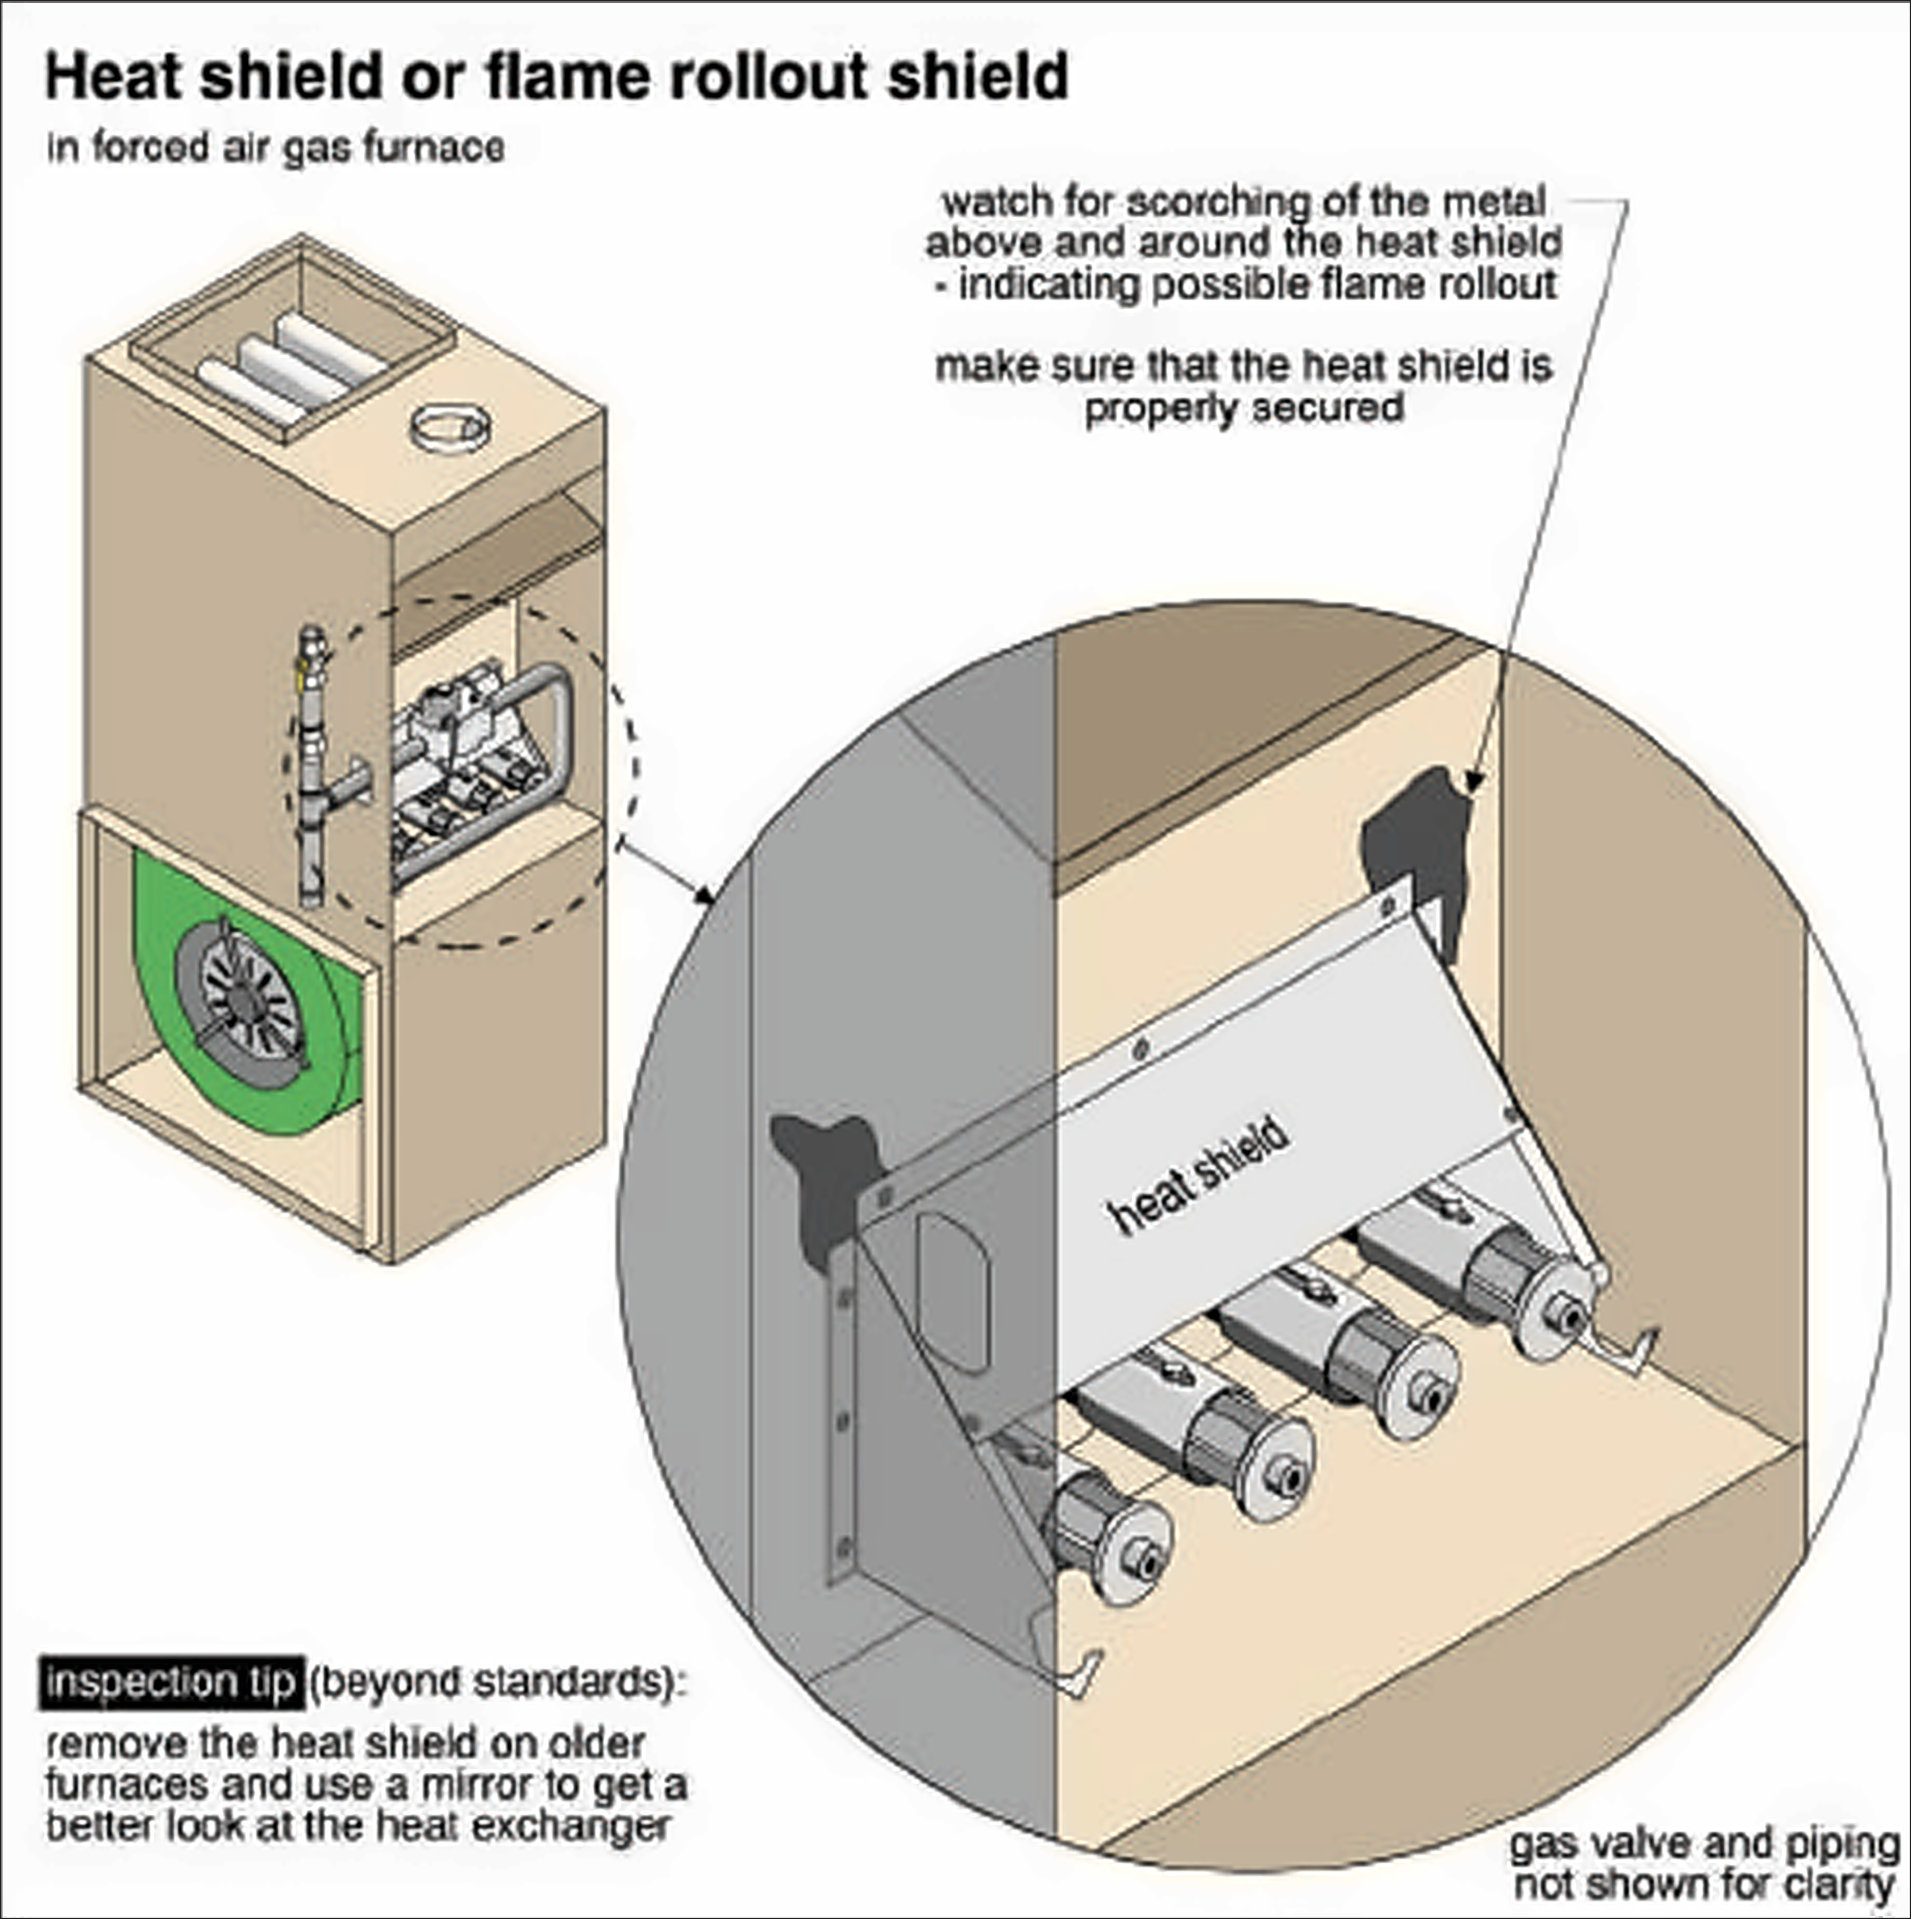 Heat shield or flame rollout shield
in forced air gas furnace
watch for scorching of the metal
above and around the heat shield
- indicating possible flame rollout
make sure that the heat shield is
properly secured
heat shield
inspection tip (beyond standards):
remove the heat shield on older
furnaces and use a mirror to get a
better look at the heat exchanger
gas valve and piping
not shown for clarity